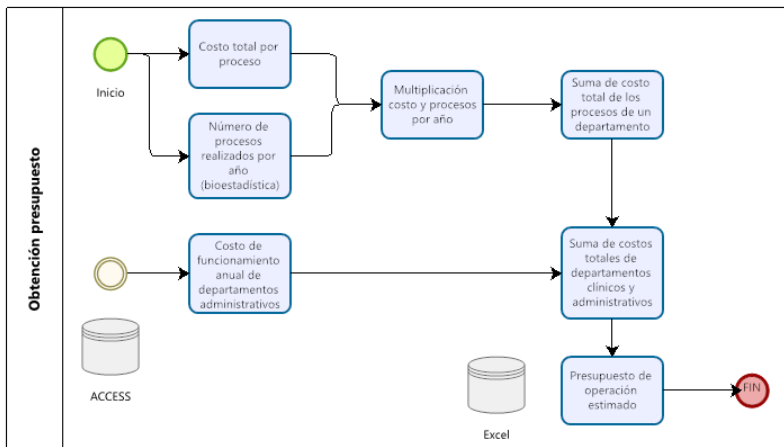 Obtención presupuesto
Inicio
Costo total por
proceso
Número de
procesos
realizados por
año
(bioestadística)
Multiplicación
costo y procesos
por año
Suma de costo
total de los
procesos de un
departamento
Costo de
funcionamiento
anual de
departamentos
administrativos
Suma de costos
totales de
departamentos
clínicos y
administrativos
ACCESS
Excel
Presupuesto de
operación
estimado
FIN